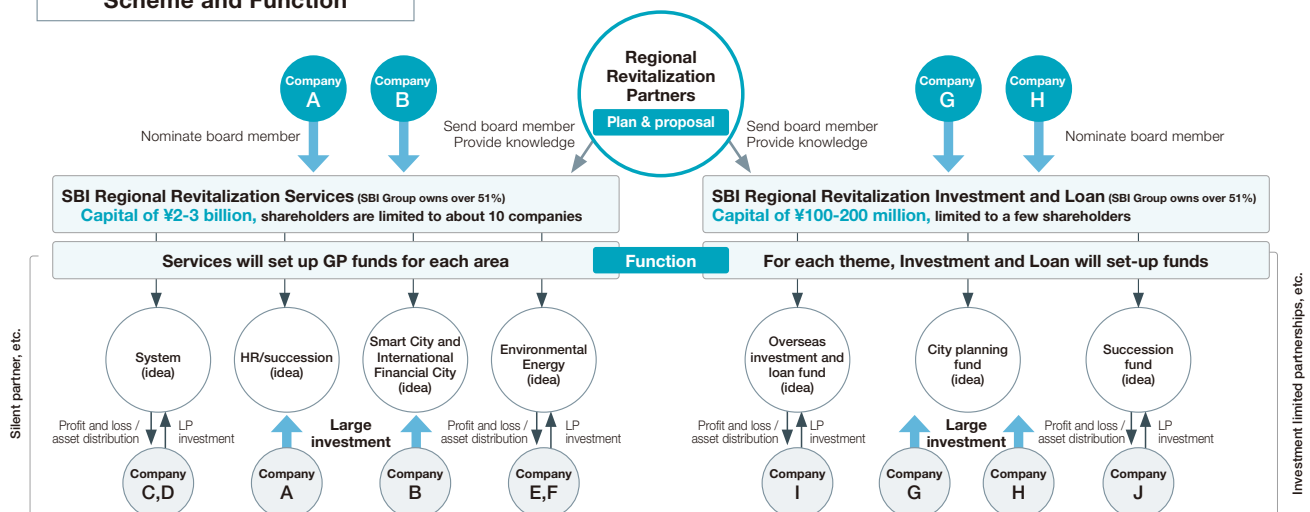 Scheme and Function
Regional
Revitalization
Partners
Plan & proposal
Company
A
Company
B
Company
G
Company
H
Nominate board member
Send board member
Provide knowledge
Send board member
Provide knowledge
Nominate board member
SBI Regional Revitalization Services (SBI Group owns over 51%)
Capital of ¥2-3 billion, shareholders are limited to about 10 companies
SBI Regional Revitalization Investment and Loan (SBI Group owns over 51%)
Capital of ¥100-200 million, limited to a few shareholders
Services will set up GP funds for each area
Function
For each theme, Investment and Loan will set-up funds
Silent partner, etc.
System
(idea)
HR/succession
(idea)
Smart City and
International
Financial City
(idea)
Environmental
Energy
(idea)
Overseas
investment and
loan fund
(idea)
City planning
fund
(idea)
Succession
fund
(idea)
Investment limited partnerships, etc.
Profit and loss /
asset distribution
LP
investment
Large
investment
Profit and loss /
asset distribution
LP
investment
Profit and loss /
asset distribution
LP
investment
Large
investment
Profit and loss /
asset distribution
LP
investment
Company
C,D
Company
A
Company
B
Company
E,F
Company
I
Company
G
Company
H
Company
J